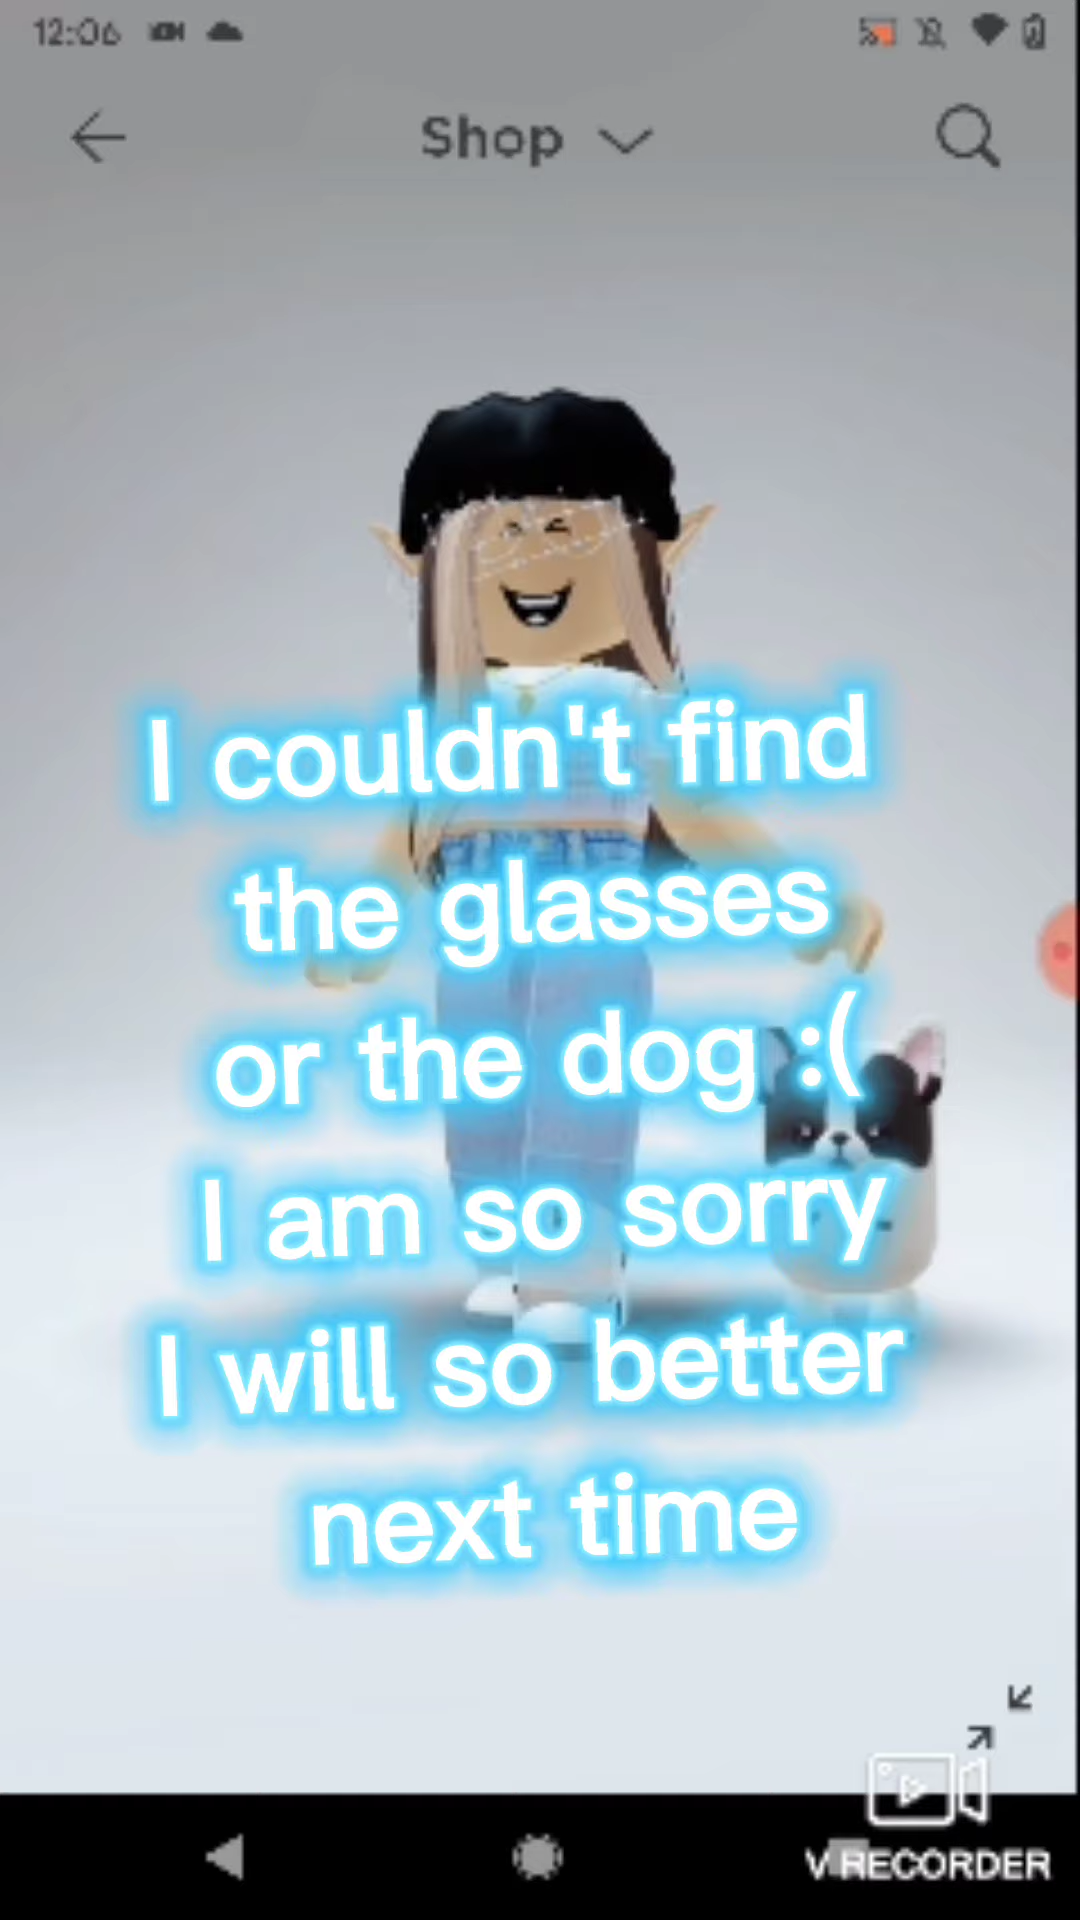 12:06
Shop
I couldn't find
the glasses
or the dog :(
I am so sorry
I will so better
next time
V RECORDER